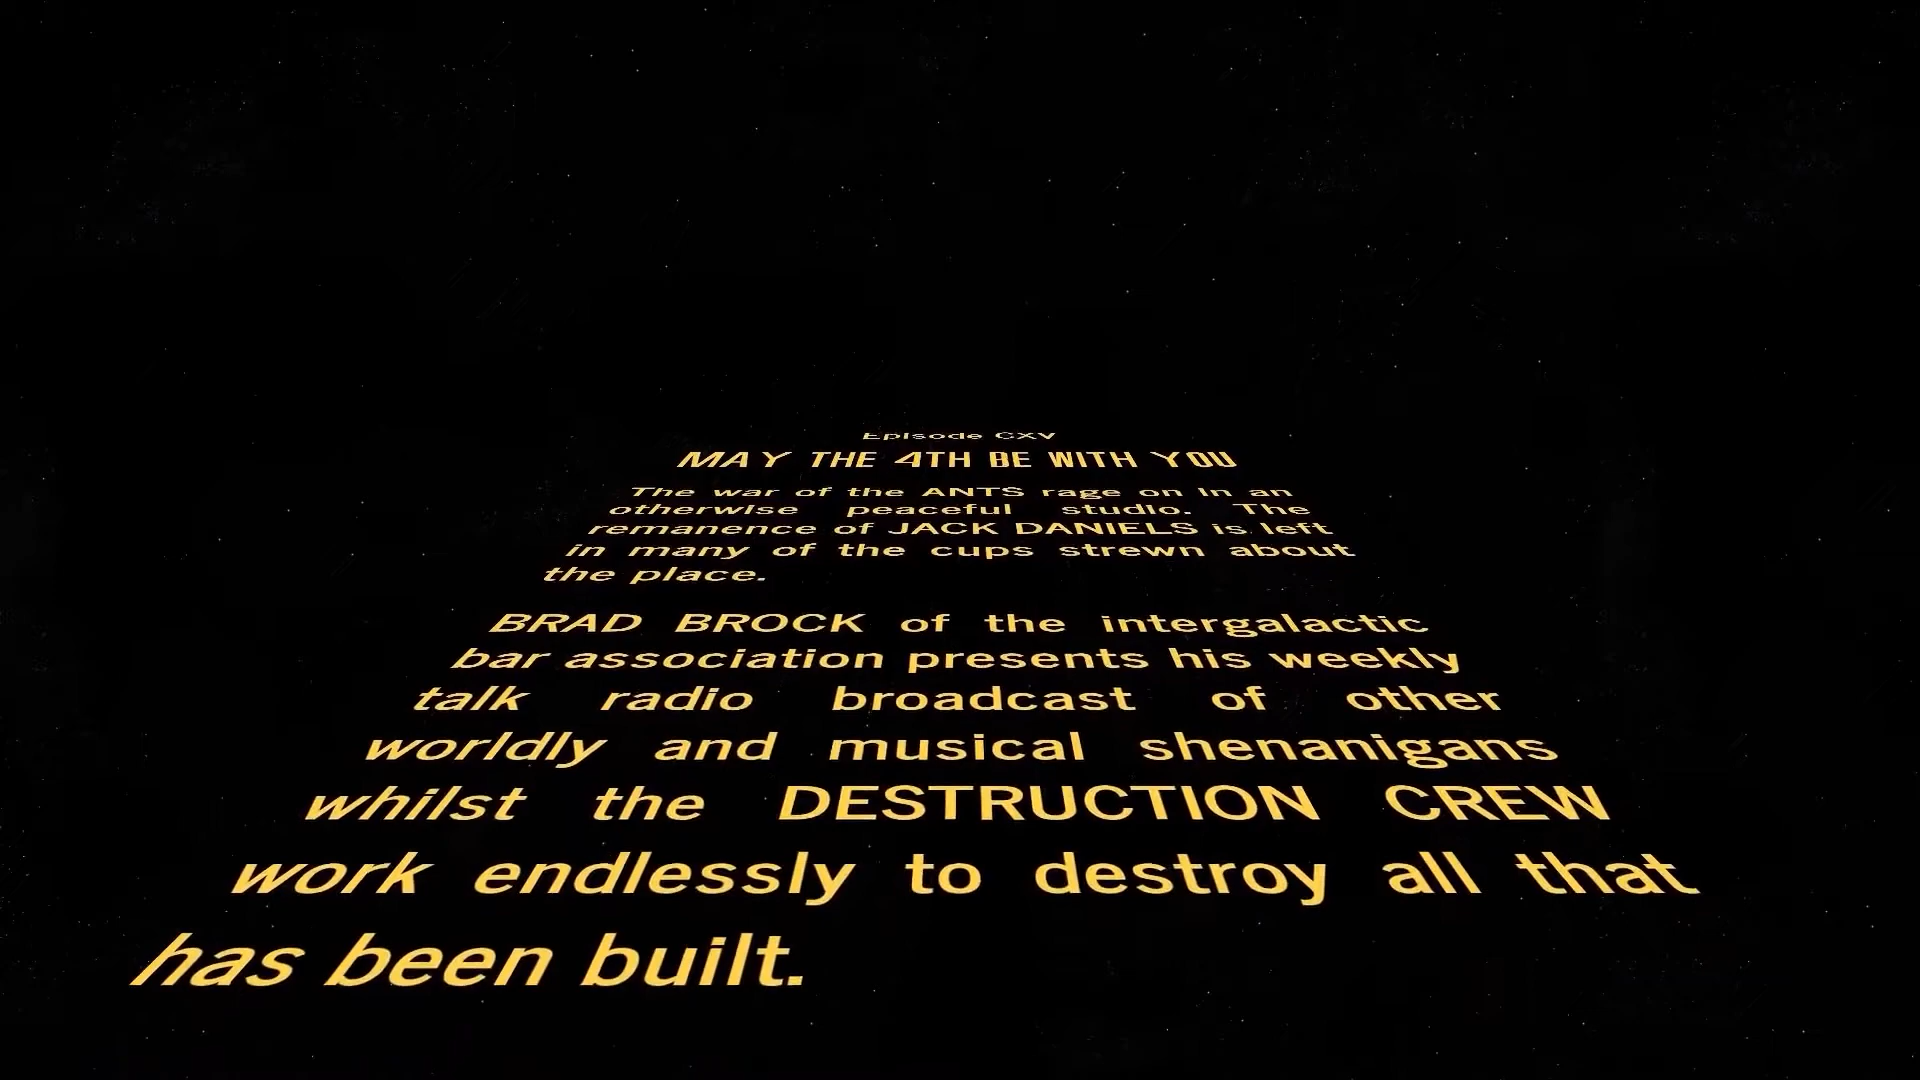 Episode CXV
MAY THE 4TH BE WITH YOU
The war of the ANTS rage on in an
otherwise peaceful studio. The
remanence of JACK DANIELS is left
in many of the cups strewn about
the place.
BRAD BROCK of the intergalactic
bar association presents his weekly
talk radio broadcast of other
worldly and musical shenanigans
whilst the DESTRUCTION CREW
work endlessly to destroy all that
has been built.